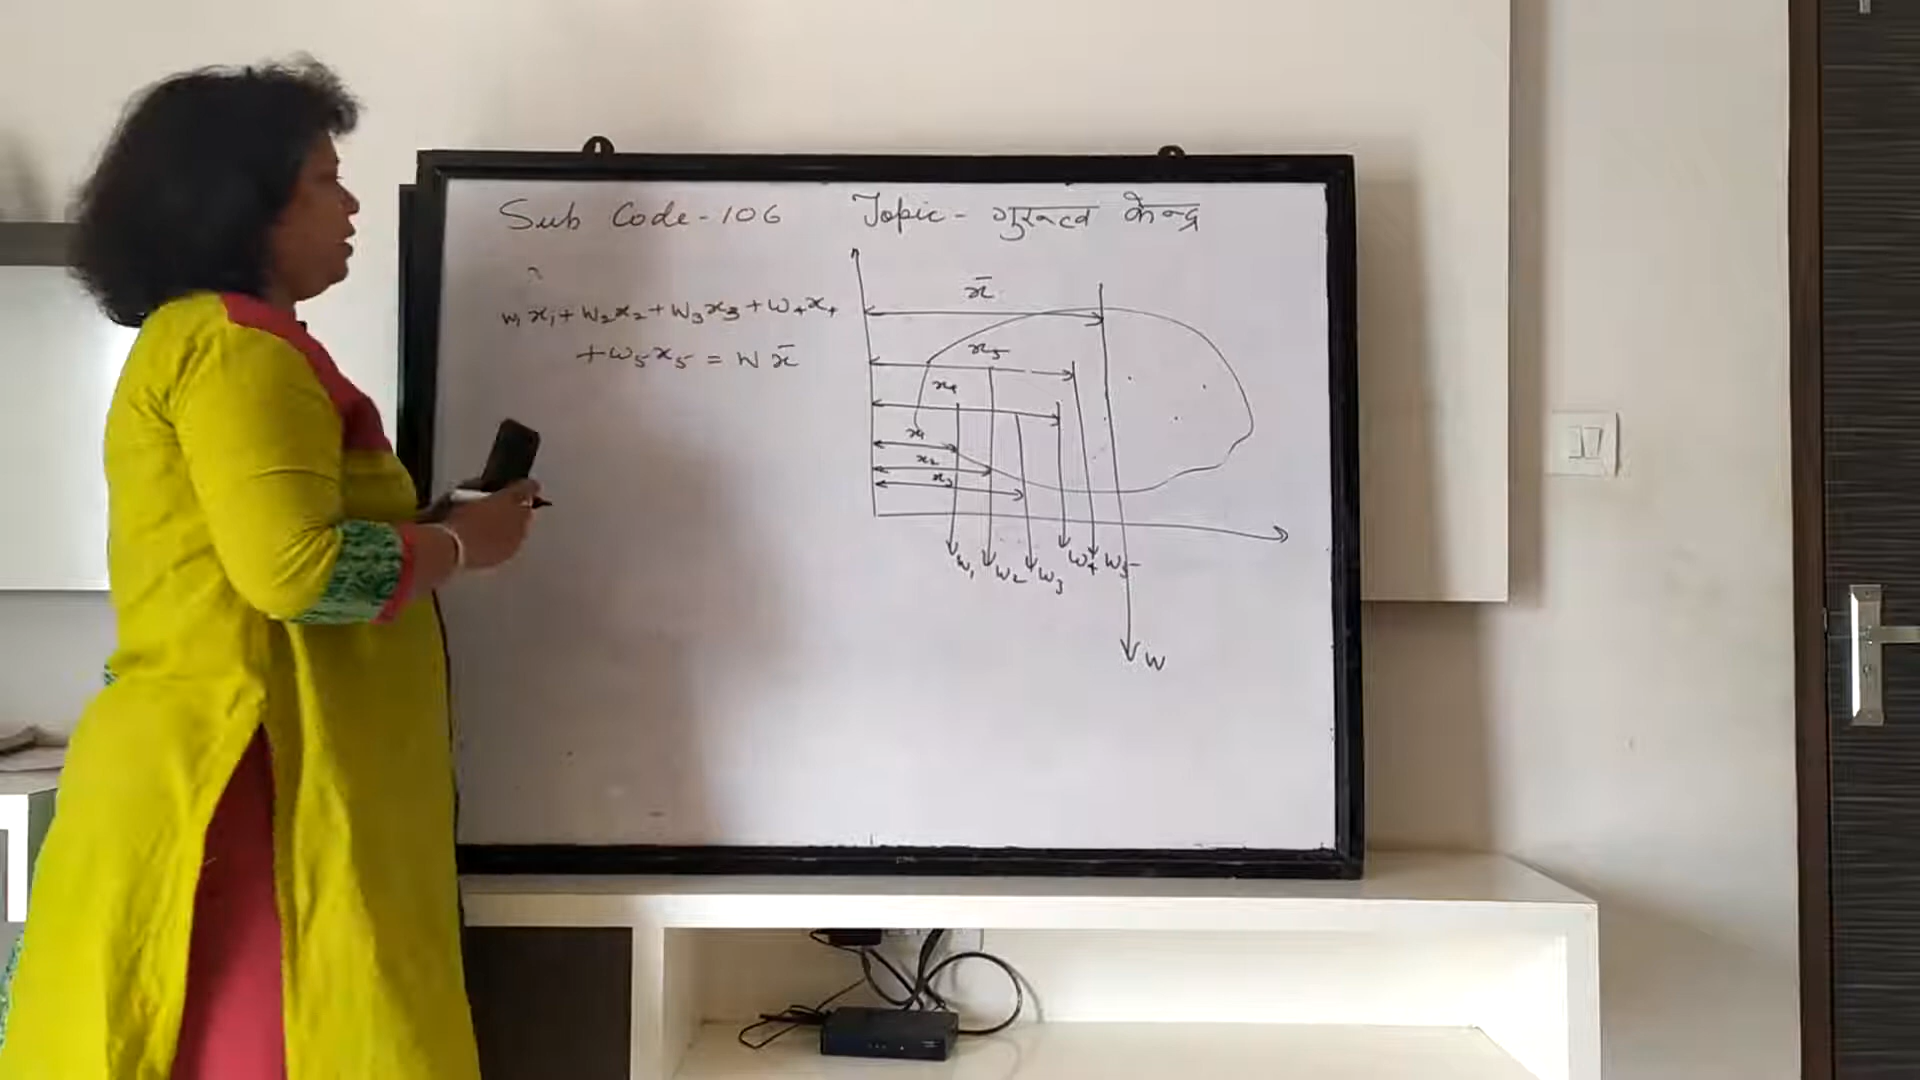 Sub Code-106 Topic- गुरूत्व केन्द्र
w₁x₁+w₂x₂+w₃x₃+w₄x₄
+w₅x₅ = W x̄
x̄
x₅
x₄
x₁
x₂
x₃
w₁ w₂ w₃ w₄ w₅
W